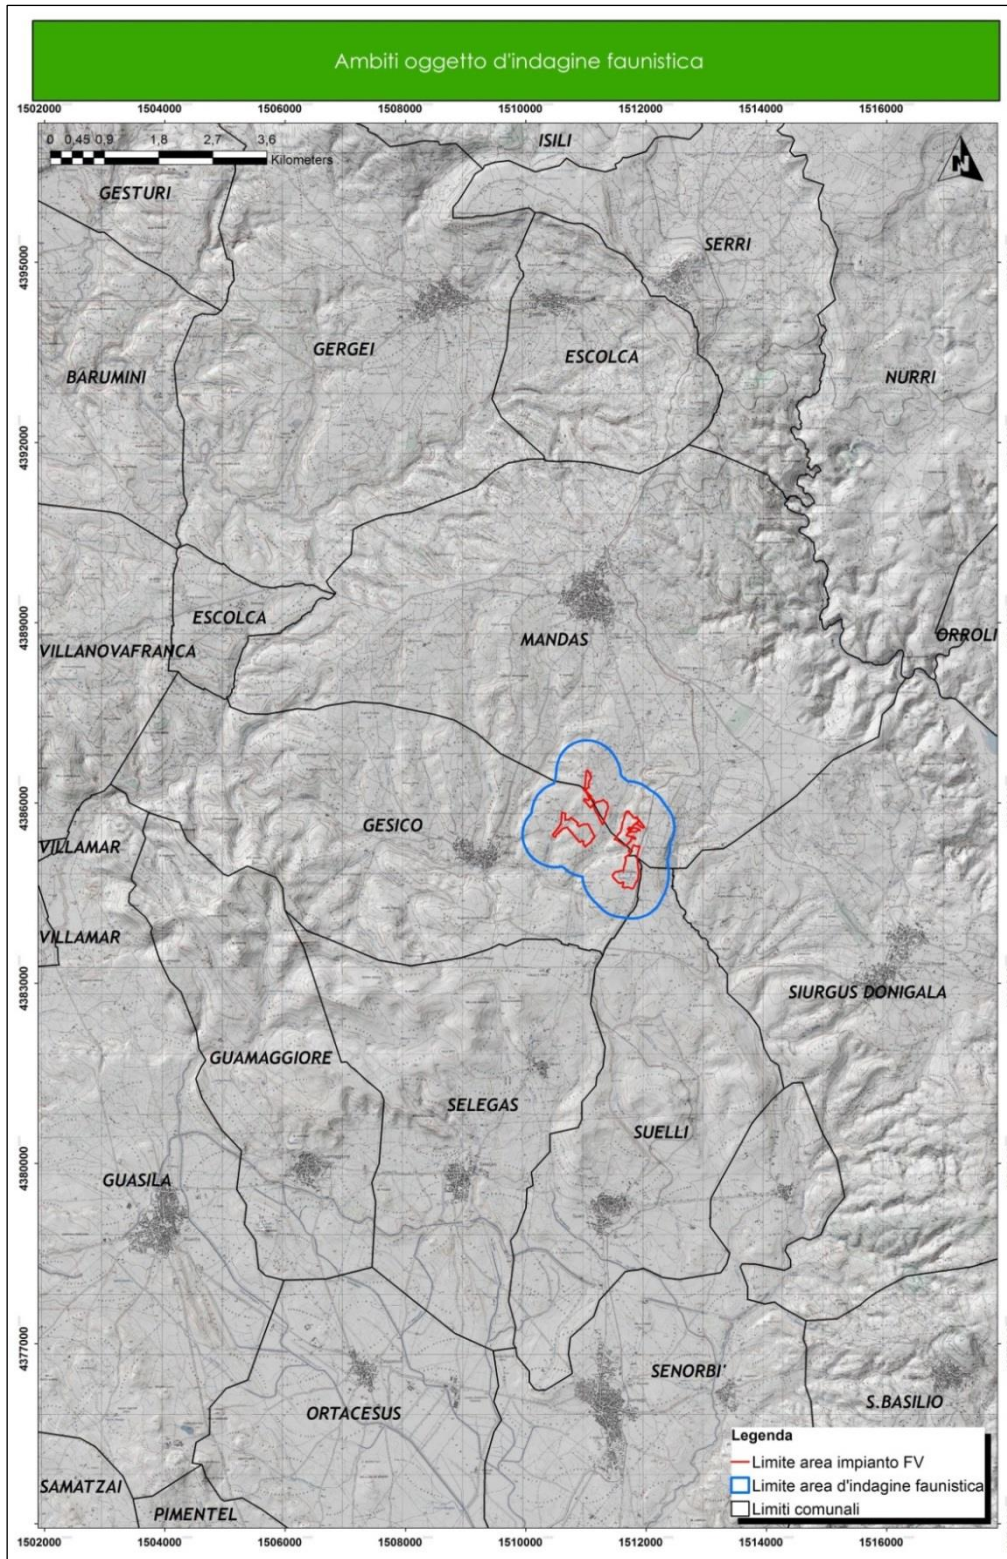 Ambiti oggetto d'indagine faunistica
1502000 1504000 1506000 1508000 1510000 1512000 1514000 1516000
0 0,45 0,9 1,8 2,7 3,6
Kilometers
N
ISILI
GESTURI
SERRI
4395000
GERGEI
ESCOLCA
BARUMINI
NURRI
4392000
4389000
ESCOLCA
MANDAS
ORROLI
VILLANOVAFRANCA
4386000
GESICO
VILLAMAR
VILLAMAR
4383000
SIURGUS DONIGALA
GUAMAGGIORE
SELEGAS
SUELLI
4380000
GUASILA
4377000
SENORBI'
S.BASILIO
ORTACESUS
SAMATZAI
PIMENTEL
Legenda
Limite area impianto FV
Limite area d'indagine faunistica
Limiti comunali
1502000 1504000 1506000 1508000 1510000 1512000 1514000 1516000